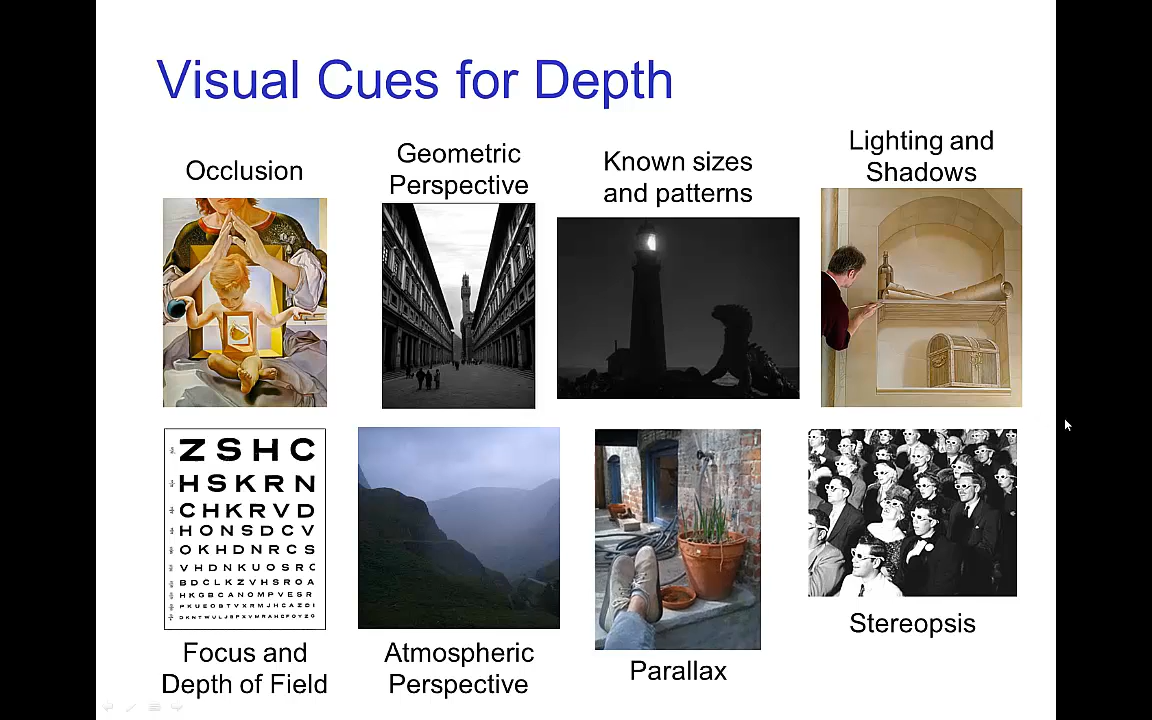 Visual Cues for Depth
Occlusion
Geometric
Perspective
Known sizes
and patterns
Lighting and
Shadows
Z S H C
H S K R N
C H K R V D
H O N S D C V
O K H D N R C S
V H D N K U O S R C
B D C L K Z V H S R O A
H K G B C A N O M P V E S R
P K U E O B T V X R M J H C A Z D I
Focus and
Depth of Field
Atmospheric
Perspective
Parallax
Stereopsis